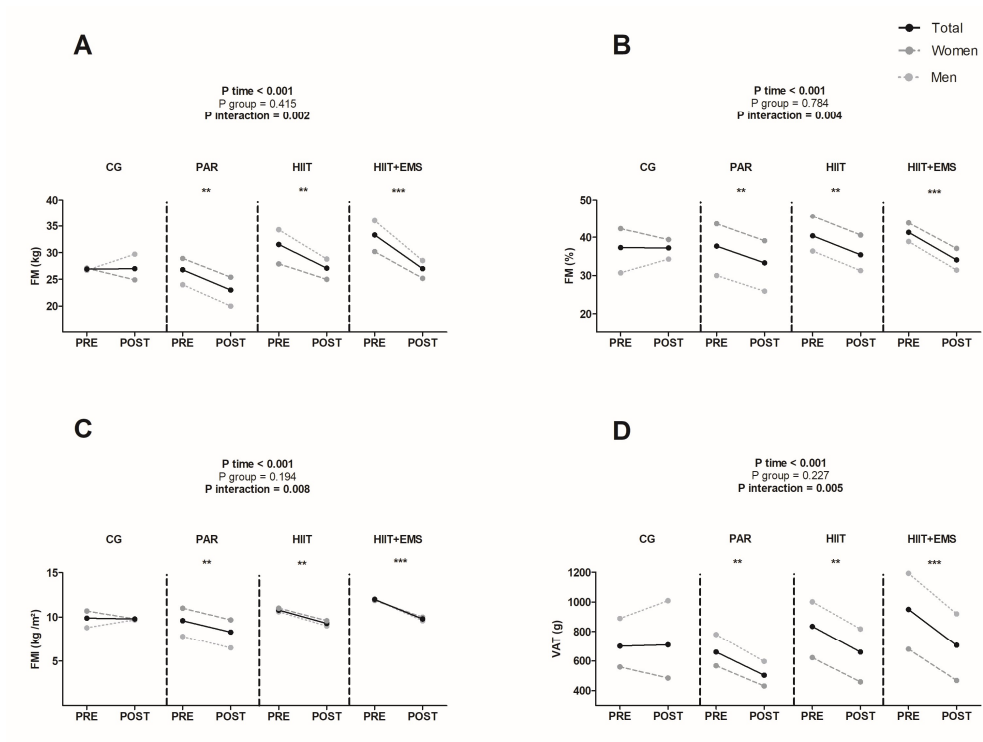 A
B
Total
Women
Men
P time < 0.001
P group = 0.415
P interaction = 0.002
P time < 0.001
P group = 0.784
P interaction = 0.004
CG PAR HIIT HIIT+EMS
** ** ***
40
35
30
25
20
FM (kg)
PRE POST PRE POST PRE POST PRE POST
CG PAR HIIT HIIT+EMS
** ** ***
50
40
30
20
FM (%)
PRE POST PRE POST PRE POST PRE POST
C
D
P time < 0.001
P group = 0.194
P interaction = 0.008
P time < 0.001
P group = 0.227
P interaction = 0.005
CG PAR HIIT HIIT+EMS
** ** ***
15
10
5
FMI (kg /m²)
PRE POST PRE POST PRE POST PRE POST
CG PAR HIIT HIIT+EMS
** ** ***
1200
1000
800
600
400
VAT (g)
PRE POST PRE POST PRE POST PRE POST